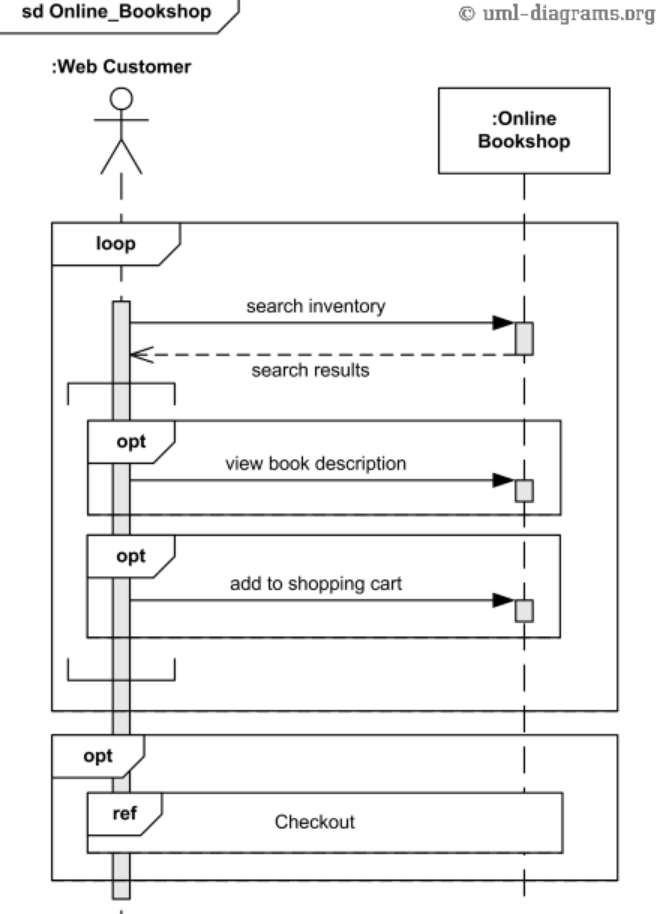 sd Online_Bookshop
© uml-diagrams.org
:Web Customer
:Online
Bookshop
loop
search inventory
search results
opt
view book description
opt
add to shopping cart
opt
ref
Checkout